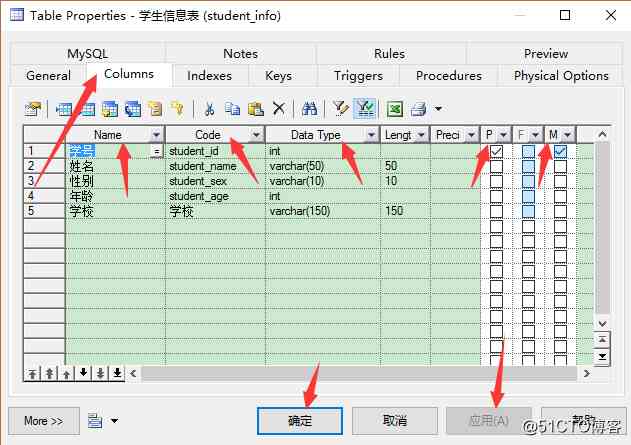 Table Properties - 学生信息表 (student_info)
MySQL Notes Rules Preview
General Columns Indexes Keys Triggers Procedures Physical Options
Name Code Data Type Lengt Preci P F M
1 学号 = student_id int
2 姓名 student_name varchar(50) 50
3 性别 student_sex varchar(10) 10
4 年龄 student_age int
5 学校 学校 varchar(150) 150
More >> 确定 取消 应用(A) 帮助
@51CTO博客